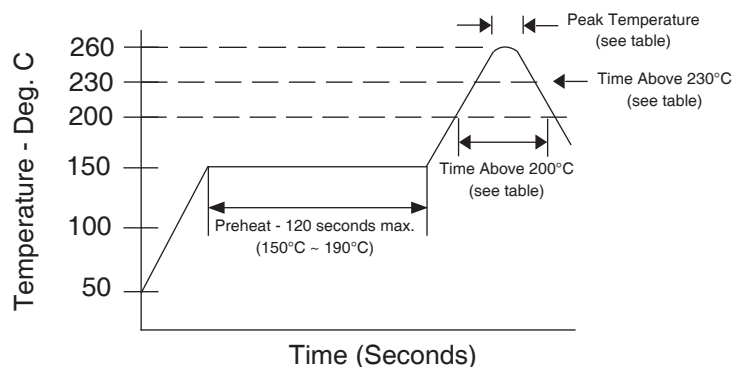 Peak Temperature
(see table)
260
230
Time Above 230°C
(see table)
200
150
Time Above 200°C
(see table)
Preheat - 120 seconds max.
(150°C ~ 190°C)
100
50
Temperature - Deg. C
Time (Seconds)